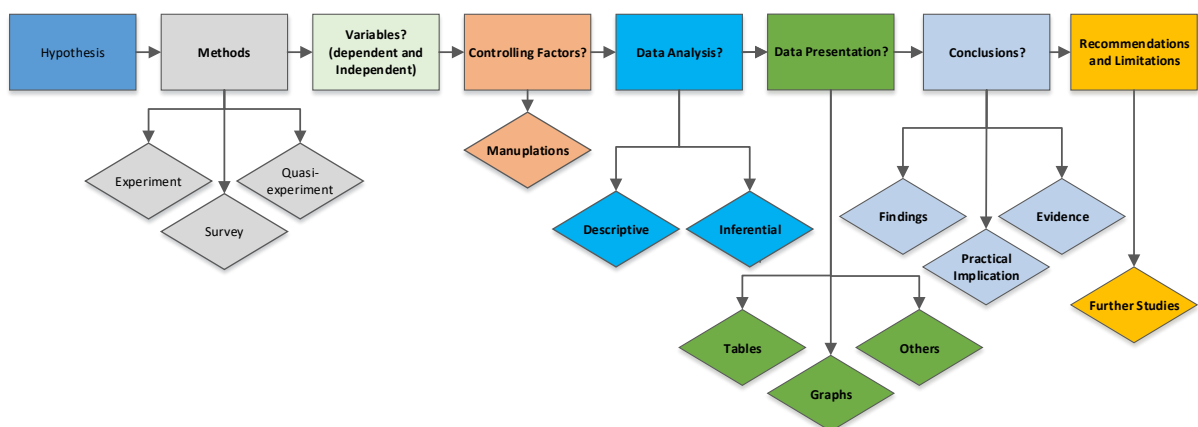 Hypothesis
Methods
Variables?
(dependent and
Independent)
Controlling Factors?
Data Analysis?
Data Presentation?
Conclusions?
Recommendations
and Limitations
Manuplations
Experiment
Quasi-
experiment
Survey
Descriptive
Inferential
Findings
Evidence
Practical
Implication
Further Studies
Tables
Others
Graphs